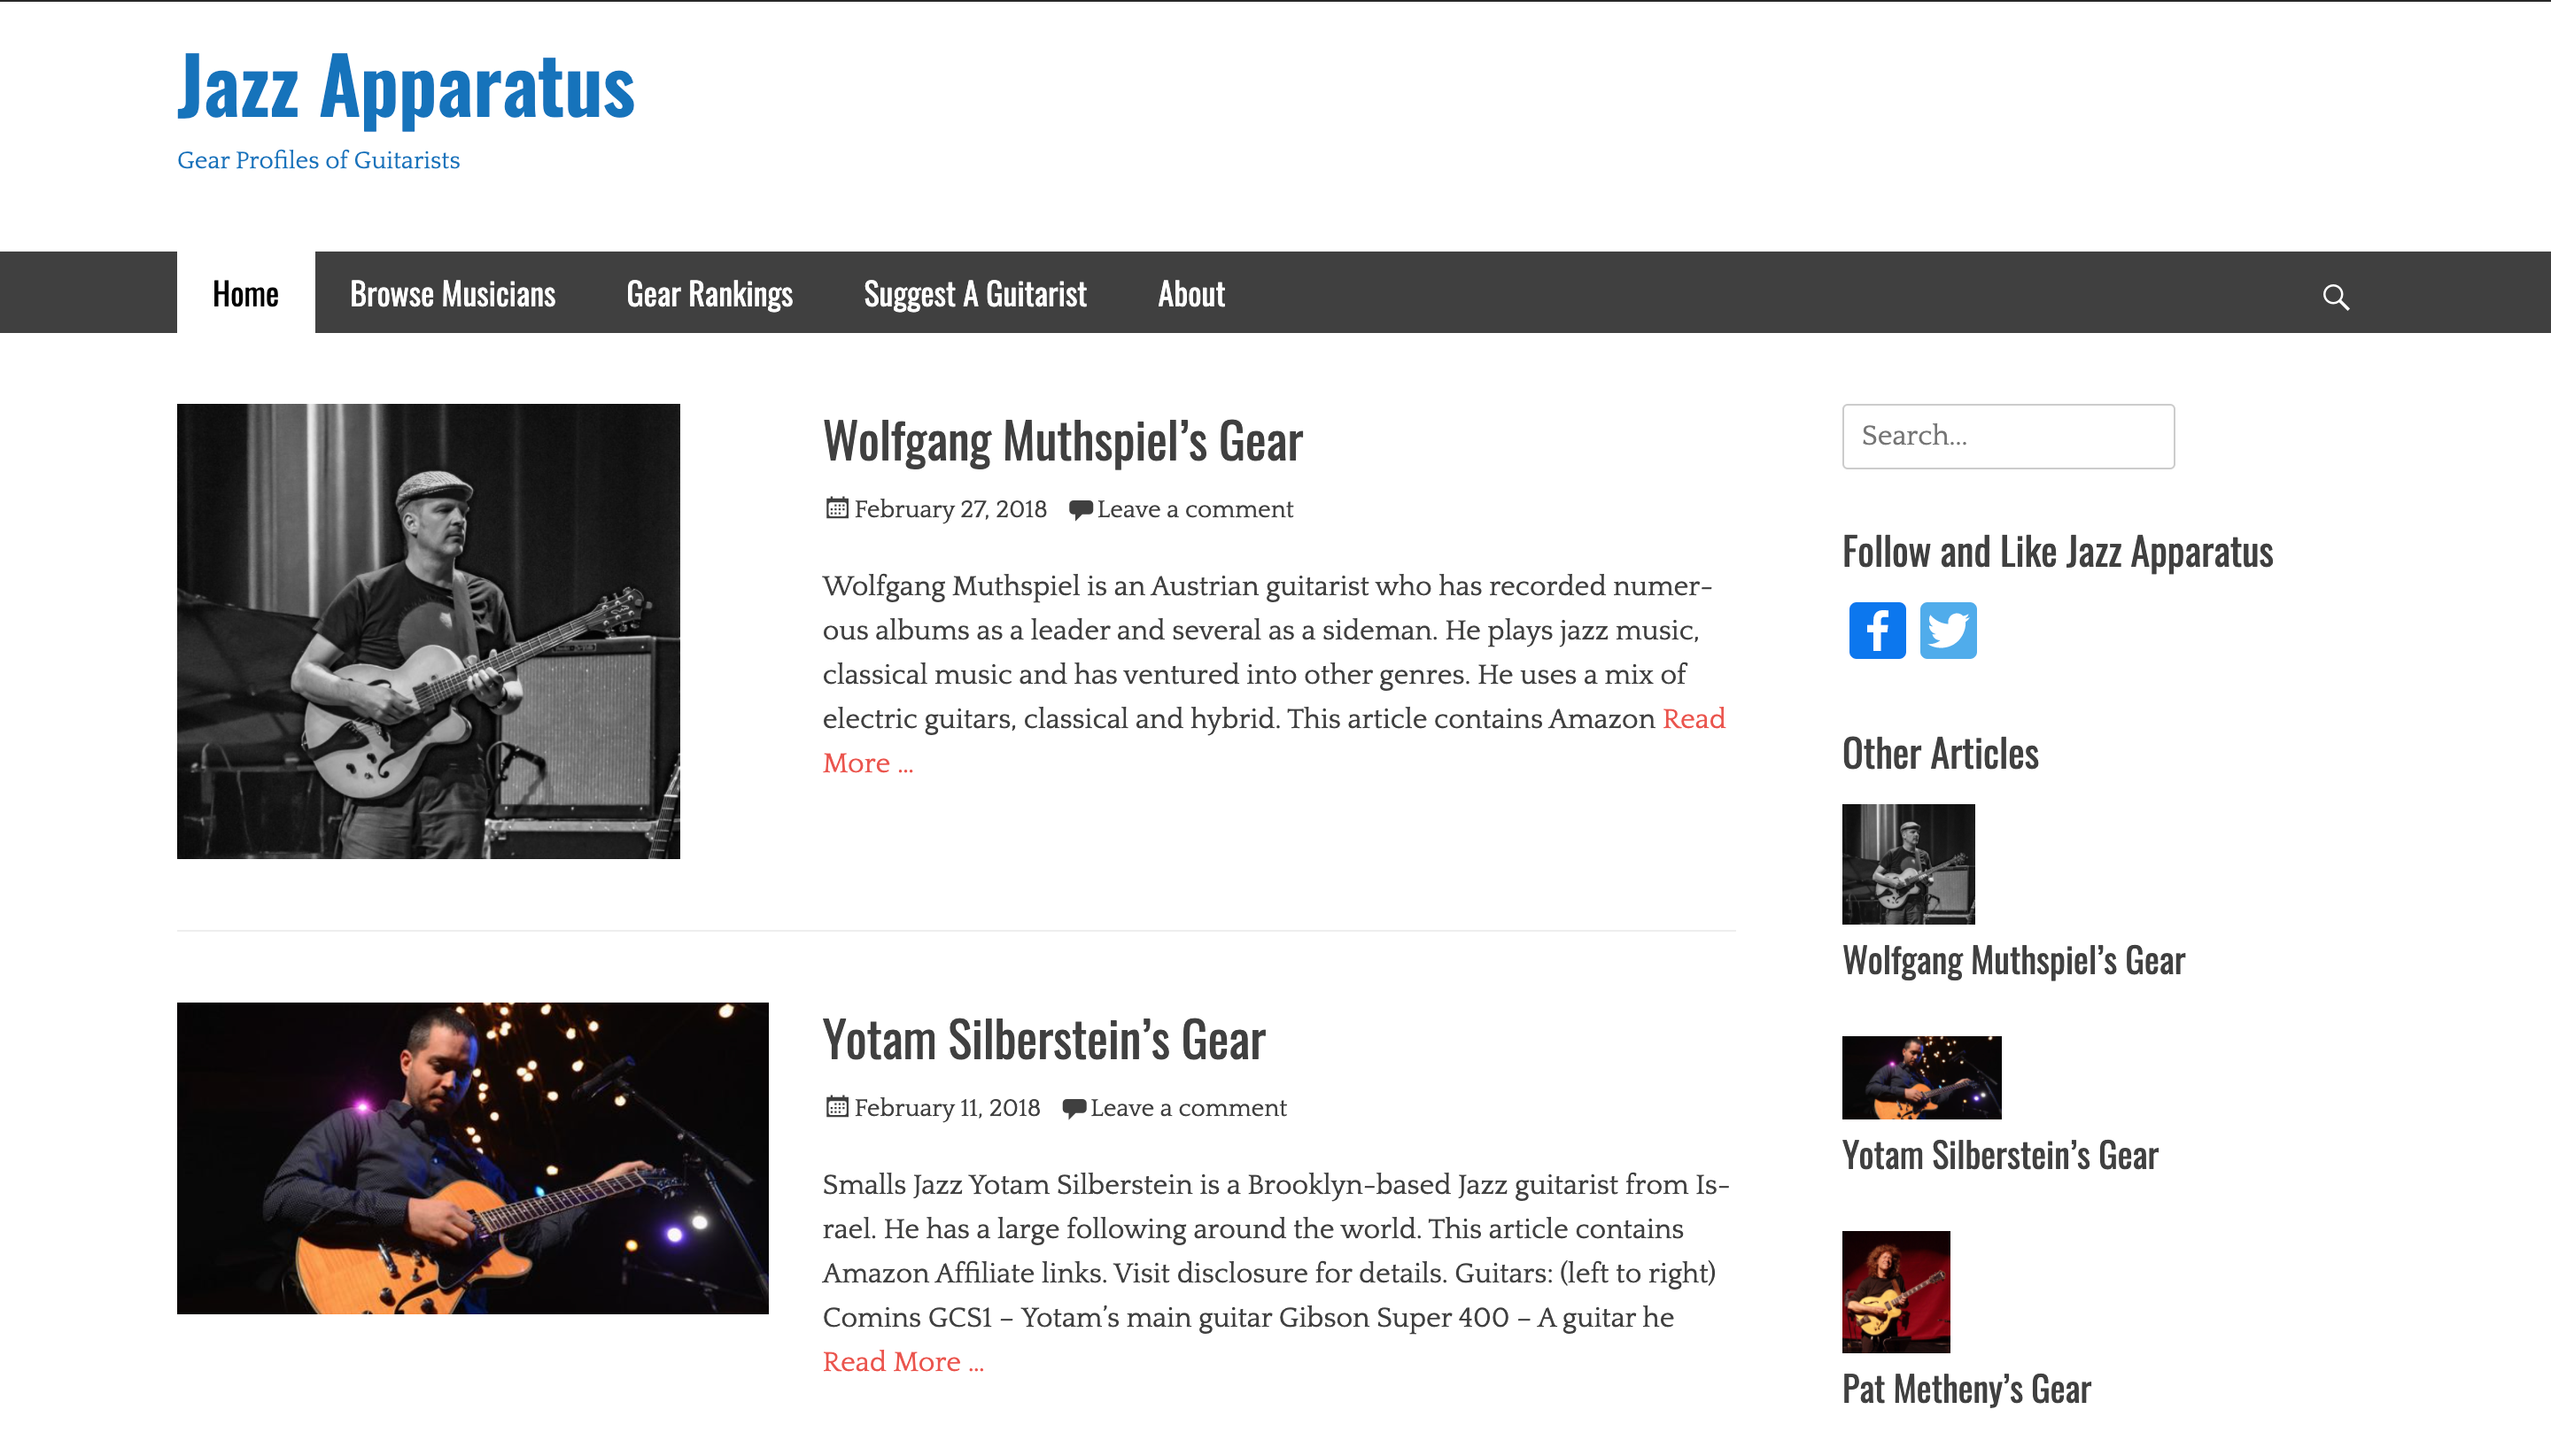 Jazz Apparatus
Gear Profiles of Guitarists
Home
Browse Musicians
Gear Rankings
Suggest A Guitarist
About
Wolfgang Muthspiel’s Gear
February 27, 2018
Leave a comment
Wolfgang Muthspiel is an Austrian guitarist who has recorded numer-
ous albums as a leader and several as a sideman. He plays jazz music,
classical music and has ventured into other genres. He uses a mix of
electric guitars, classical and hybrid. This article contains Amazon Read
More …
Yotam Silberstein’s Gear
February 11, 2018
Leave a comment
Smalls Jazz Yotam Silberstein is a Brooklyn-based Jazz guitarist from Is-
rael. He has a large following around the world. This article contains
Amazon Affiliate links. Visit disclosure for details. Guitars: (left to right)
Comins GCS1 – Yotam’s main guitar Gibson Super 400 – A guitar he
Read More …
Search...
Follow and Like Jazz Apparatus
Other Articles
Wolfgang Muthspiel’s Gear
Yotam Silberstein’s Gear
Pat Metheny’s Gear